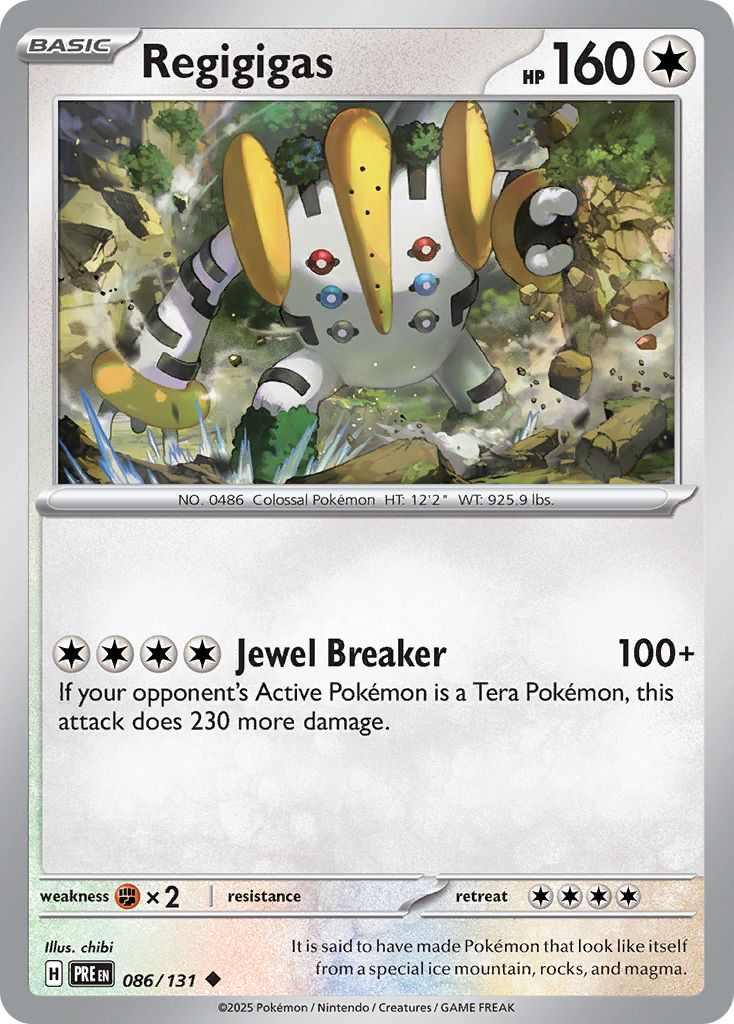 BASIC
Regigigas
HP 160
NO. 0486 Colossal Pokémon HT: 12'2" WT: 925.9 lbs.
Jewel Breaker 100+
If your opponent's Active Pokémon is a Tera Pokémon, this
attack does 230 more damage.
weakness ×2 resistance retreat
Illus. chibi
It is said to have made Pokémon that look like itself
from a special ice mountain, rocks, and magma.
H PRE EN 086/131
©2025 Pokémon / Nintendo / Creatures / GAME FREAK